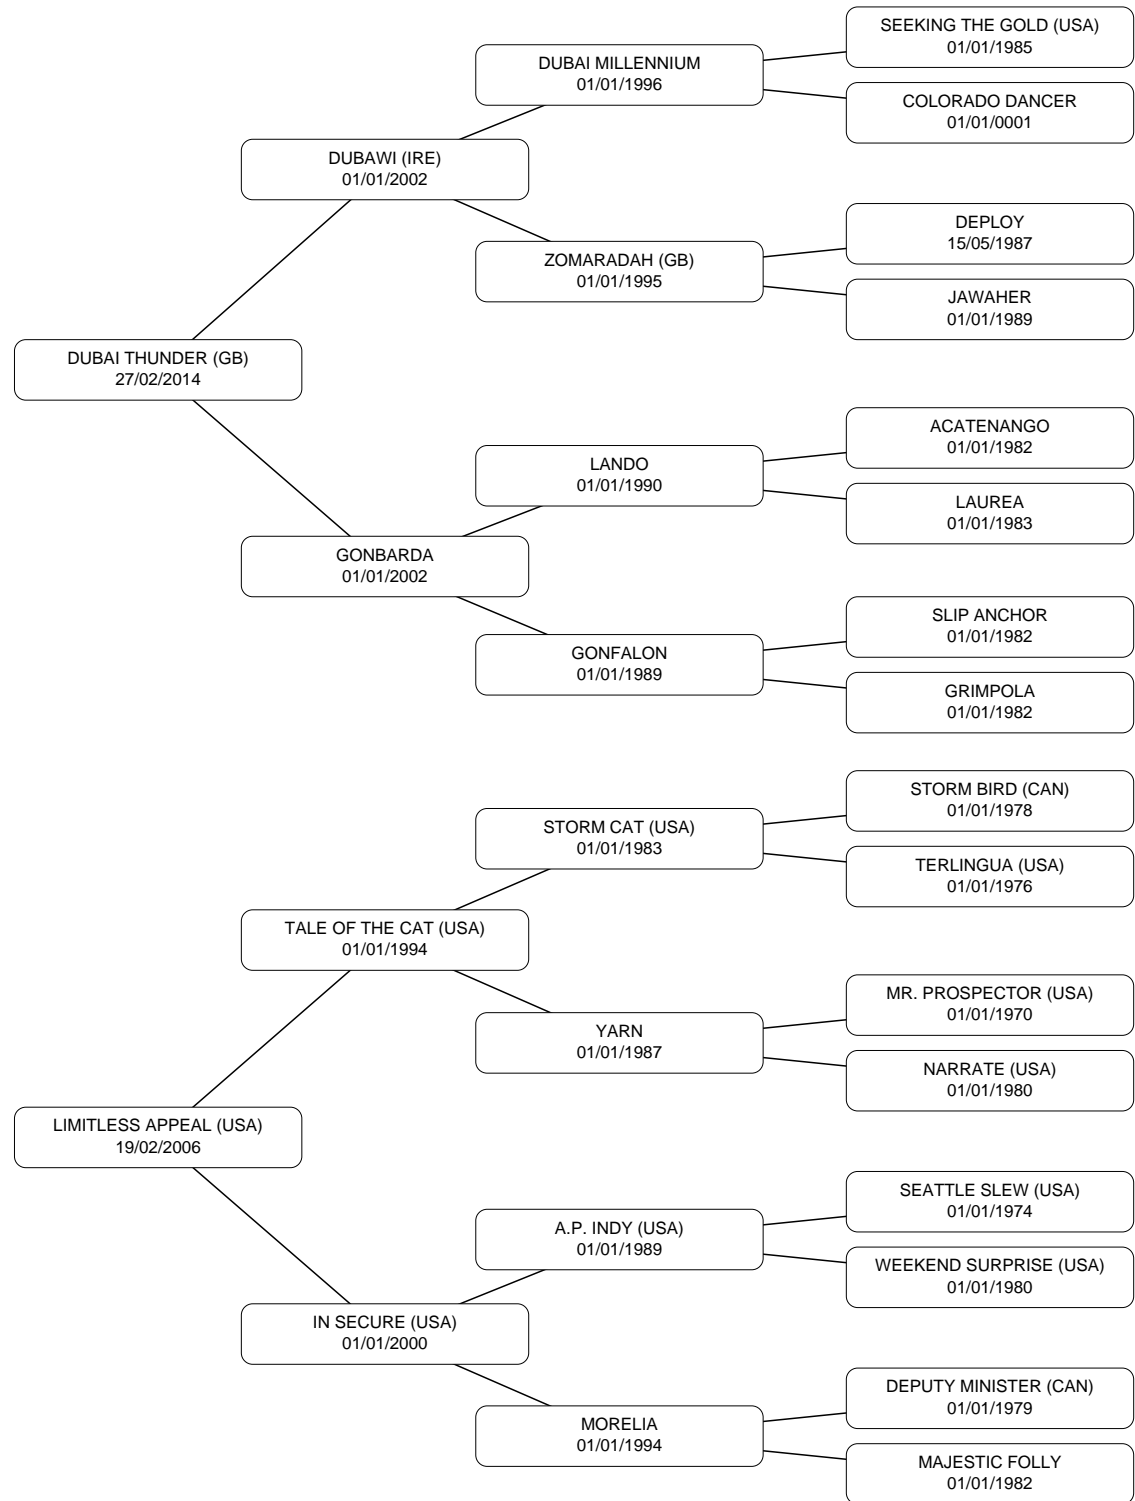 SEEKING THE GOLD (USA)
01/01/1985
DUBAI MILLENNIUM
01/01/1996
COLORADO DANCER
01/01/0001
DUBAWI (IRE)
01/01/2002
DEPLOY
15/05/1987
ZOMARADAH (GB)
01/01/1995
JAWAHER
01/01/1989
DUBAI THUNDER (GB)
27/02/2014
ACATENANGO
01/01/1982
LANDO
01/01/1990
LAUREA
01/01/1983
GONBARDA
01/01/2002
SLIP ANCHOR
01/01/1982
GONFALON
01/01/1989
GRIMPOLA
01/01/1982
STORM BIRD (CAN)
01/01/1978
STORM CAT (USA)
01/01/1983
TERLINGUA (USA)
01/01/1976
TALE OF THE CAT (USA)
01/01/1994
MR. PROSPECTOR (USA)
01/01/1970
YARN
01/01/1987
NARRATE (USA)
01/01/1980
LIMITLESS APPEAL (USA)
19/02/2006
SEATTLE SLEW (USA)
01/01/1974
A.P. INDY (USA)
01/01/1989
WEEKEND SURPRISE (USA)
01/01/1980
IN SECURE (USA)
01/01/2000
DEPUTY MINISTER (CAN)
01/01/1979
MORELIA
01/01/1994
MAJESTIC FOLLY
01/01/1982